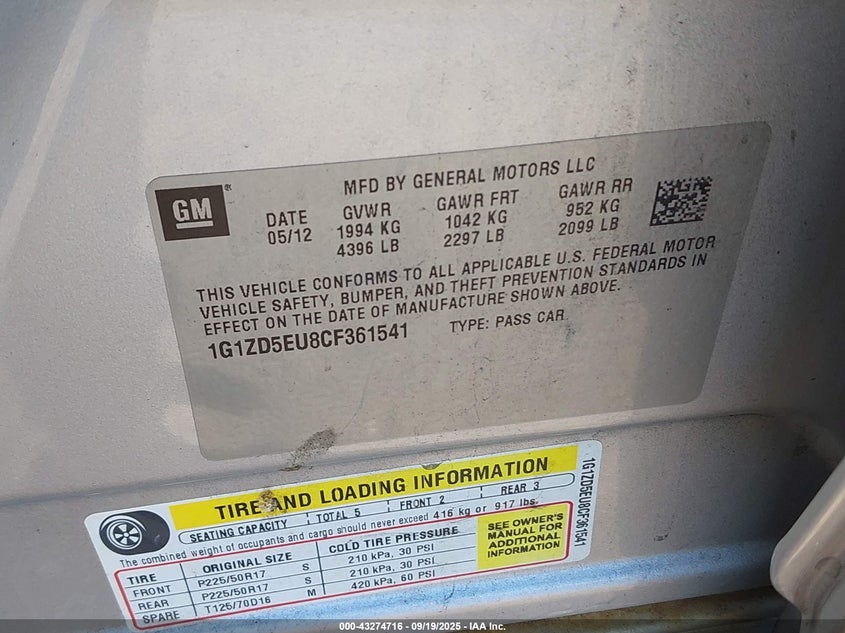 GM
MFD BY GENERAL MOTORS LLC
DATE GVWR GAWR FRT GAWR RR
05/12 1994 KG 1042 KG 952 KG
4396 LB 2297 LB 2099 LB
THIS VEHICLE CONFORMS TO ALL APPLICABLE U.S. FEDERAL MOTOR
VEHICLE SAFETY, BUMPER, AND THEFT PREVENTION STANDARDS IN
EFFECT ON THE DATE OF MANUFACTURE SHOWN ABOVE.
1G1ZD5EU8CF361541 TYPE: PASS CAR
TIRE AND LOADING INFORMATION
SEATING CAPACITY TOTAL 5 FRONT 2 REAR 3
The combined weight of occupants and cargo should never exceed 416 kg or 917 lbs.
TIRE ORIGINAL SIZE COLD TIRE PRESSURE
FRONT P225/50R17 S 210 kPa, 30 PSI
REAR P225/50R17 S 210 kPa, 30 PSI
SPARE T125/70D16 M 420 kPa, 60 PSI
SEE OWNER'S
MANUAL FOR
ADDITIONAL
INFORMATION
1G1ZD5EU8CF361541
000-43274716 - 09/19/2025 - IAA Inc.